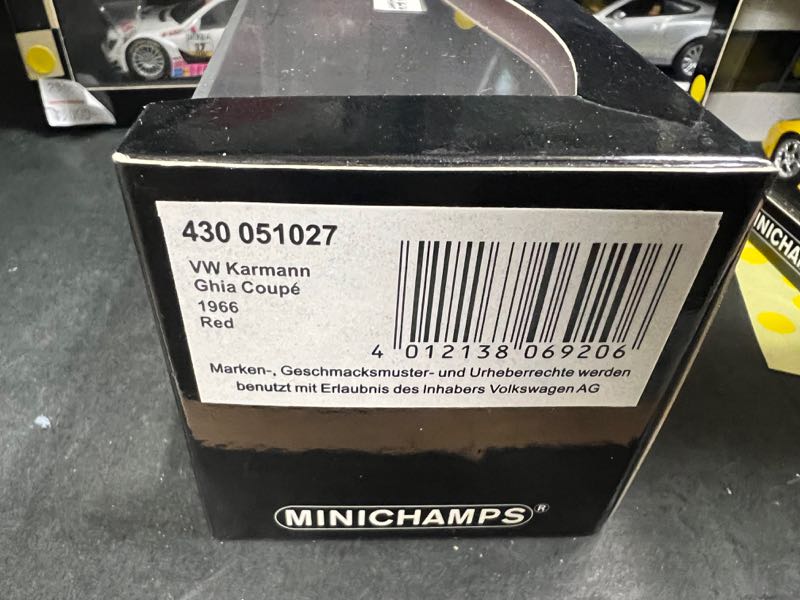 430 051027
VW Karmann
Ghia Coupé
1966
Red
4 012138 069206
Marken-, Geschmacksmuster- und Urheberrechte werden
benutzt mit Erlaubnis des Inhabers Volkswagen AG
MINICHAMPS®